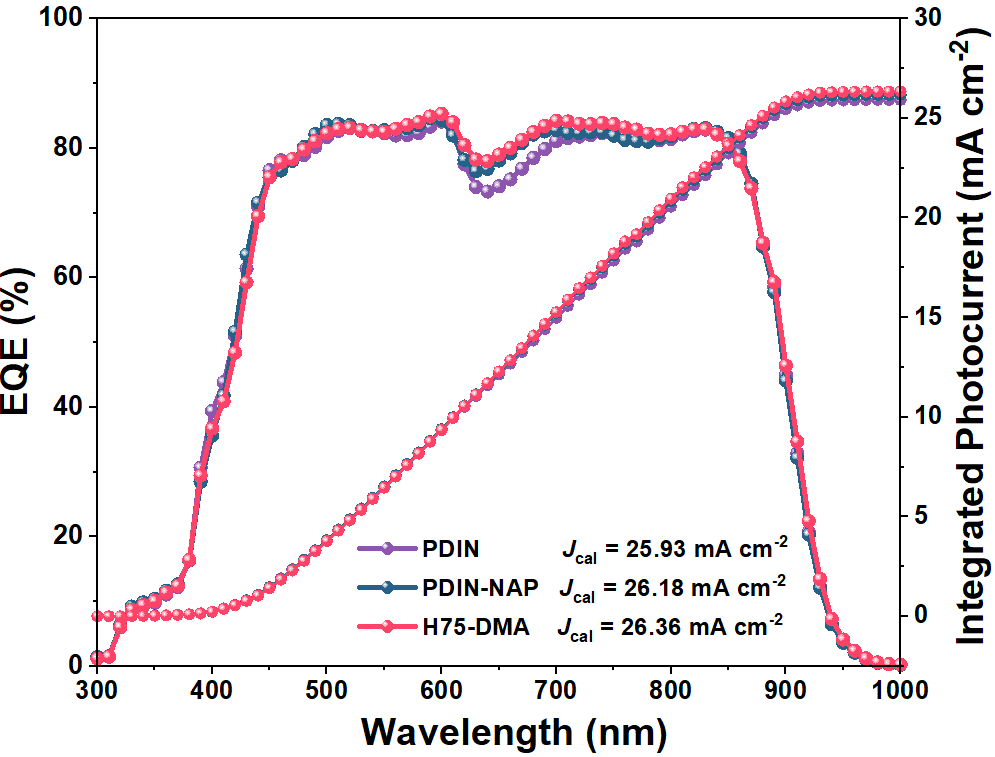 100
80
60
40
20
0
EQE (%)
30
25
20
15
10
5
0
Integrated Photocurrent (mA cm-2)
PDIN Jcal = 25.93 mA cm-2
PDIN-NAP Jcal = 26.18 mA cm-2
H75-DMA Jcal = 26.36 mA cm-2
300 400 500 600 700 800 900 1000
Wavelength (nm)